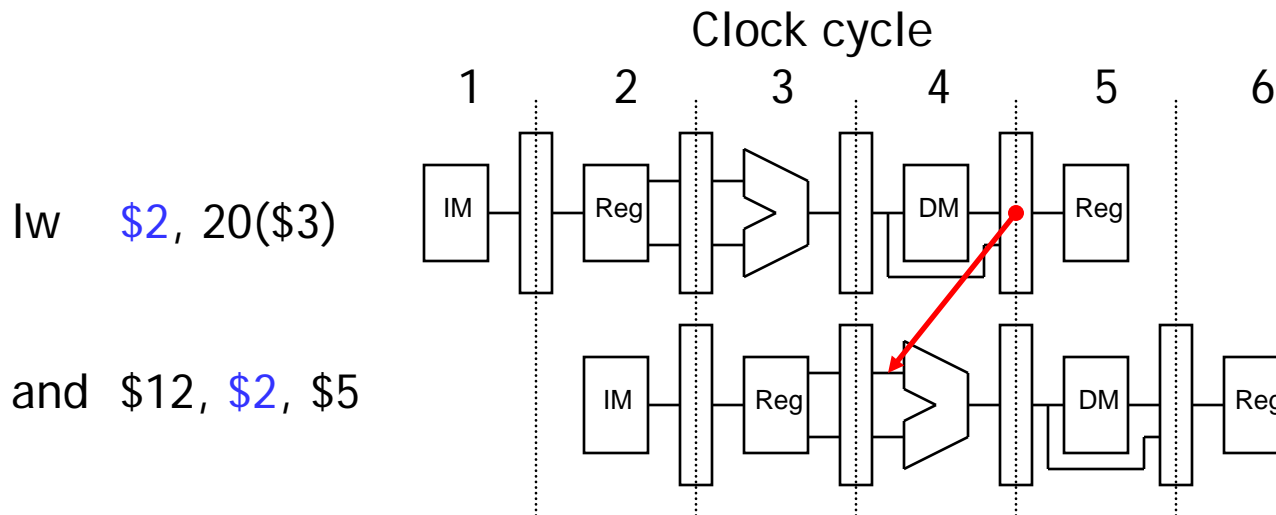 Clock cycle
1 2 3 4 5 6
IM Reg DM Reg
lw $2, 20($3)
IM Reg DM Reg
and $12, $2, $5